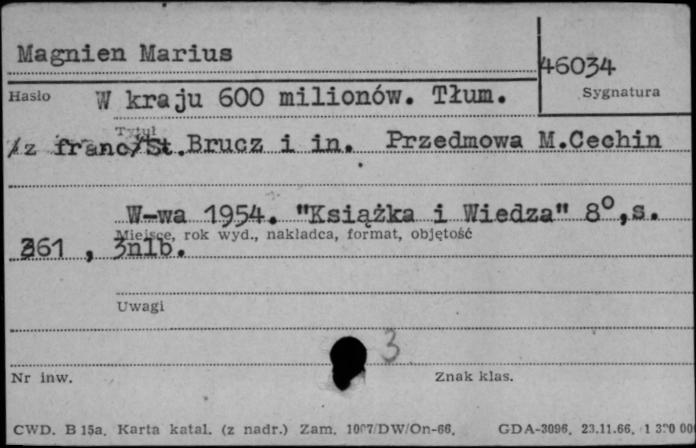 Magnien Marius
46034
Hasło W kraju 600 milionów. Tłum. Sygnatura
Tytuł
/z franc/St.Brucz i in. Przedmowa M.Cechin
W-wa 1954. "Książka i Wiedza" 8°,s.
Miejsce, rok wyd., nakładca, format, objętość
361 , 3nlb.
Uwagi
3
Nr inw. Znak klas.
CWD. B 15a. Karta katal. (z nadr.) Zam. /DW/On-66. GDA-3096. 23.11.66.